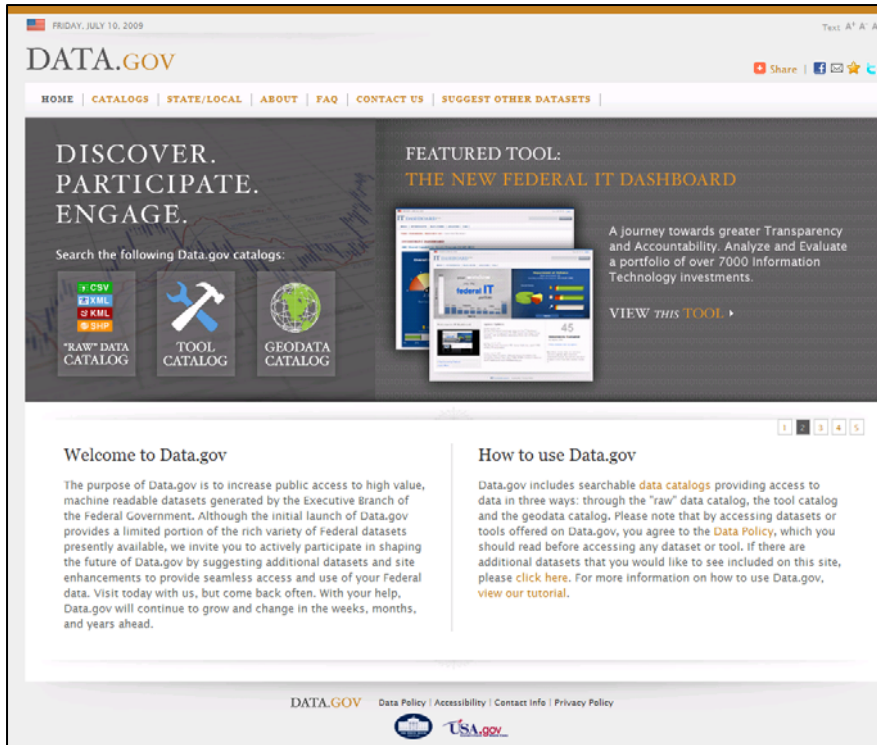 FRIDAY, JULY 10, 2009
Text A+ A- A
DATA.GOV
Share |
HOME | CATALOGS | STATE/LOCAL | ABOUT | FAQ | CONTACT US | SUGGEST OTHER DATASETS |
DISCOVER.
PARTICIPATE.
ENGAGE.
Search the following Data.gov catalogs:
CSV
XML
KML
SHP
"RAW" DATA
CATALOG
TOOL
CATALOG
GEODATA
CATALOG
FEATURED TOOL:
THE NEW FEDERAL IT DASHBOARD
federal IT
45
A journey towards greater Transparency
and Accountability. Analyze and Evaluate
a portfolio of over 7000 Information
Technology investments.
VIEW THIS TOOL
1 2 3 4 5
Welcome to Data.gov
The purpose of Data.gov is to increase public access to high value,
machine readable datasets generated by the Executive Branch of
the Federal Government. Although the initial launch of Data.gov
provides a limited portion of the rich variety of Federal datasets
presently available, we invite you to actively participate in shaping
the future of Data.gov by suggesting additional datasets and site
enhancements to provide seamless access and use of your Federal
data. Visit today with us, but come back often. With your help,
Data.gov will continue to grow and change in the weeks, months,
and years ahead.
How to use Data.gov
Data.gov includes searchable data catalogs providing access to
data in three ways: through the "raw" data catalog, the tool catalog
and the geodata catalog. Please note that by accessing datasets or
tools offered on Data.gov, you agree to the Data Policy, which you
should read before accessing any dataset or tool. If there are
additional datasets that you would like to see included on this site,
please click here. For more information on how to use Data.gov,
view our tutorial.
DATA.GOV Data Policy | Accessibility | Contact Info | Privacy Policy
USA.gov